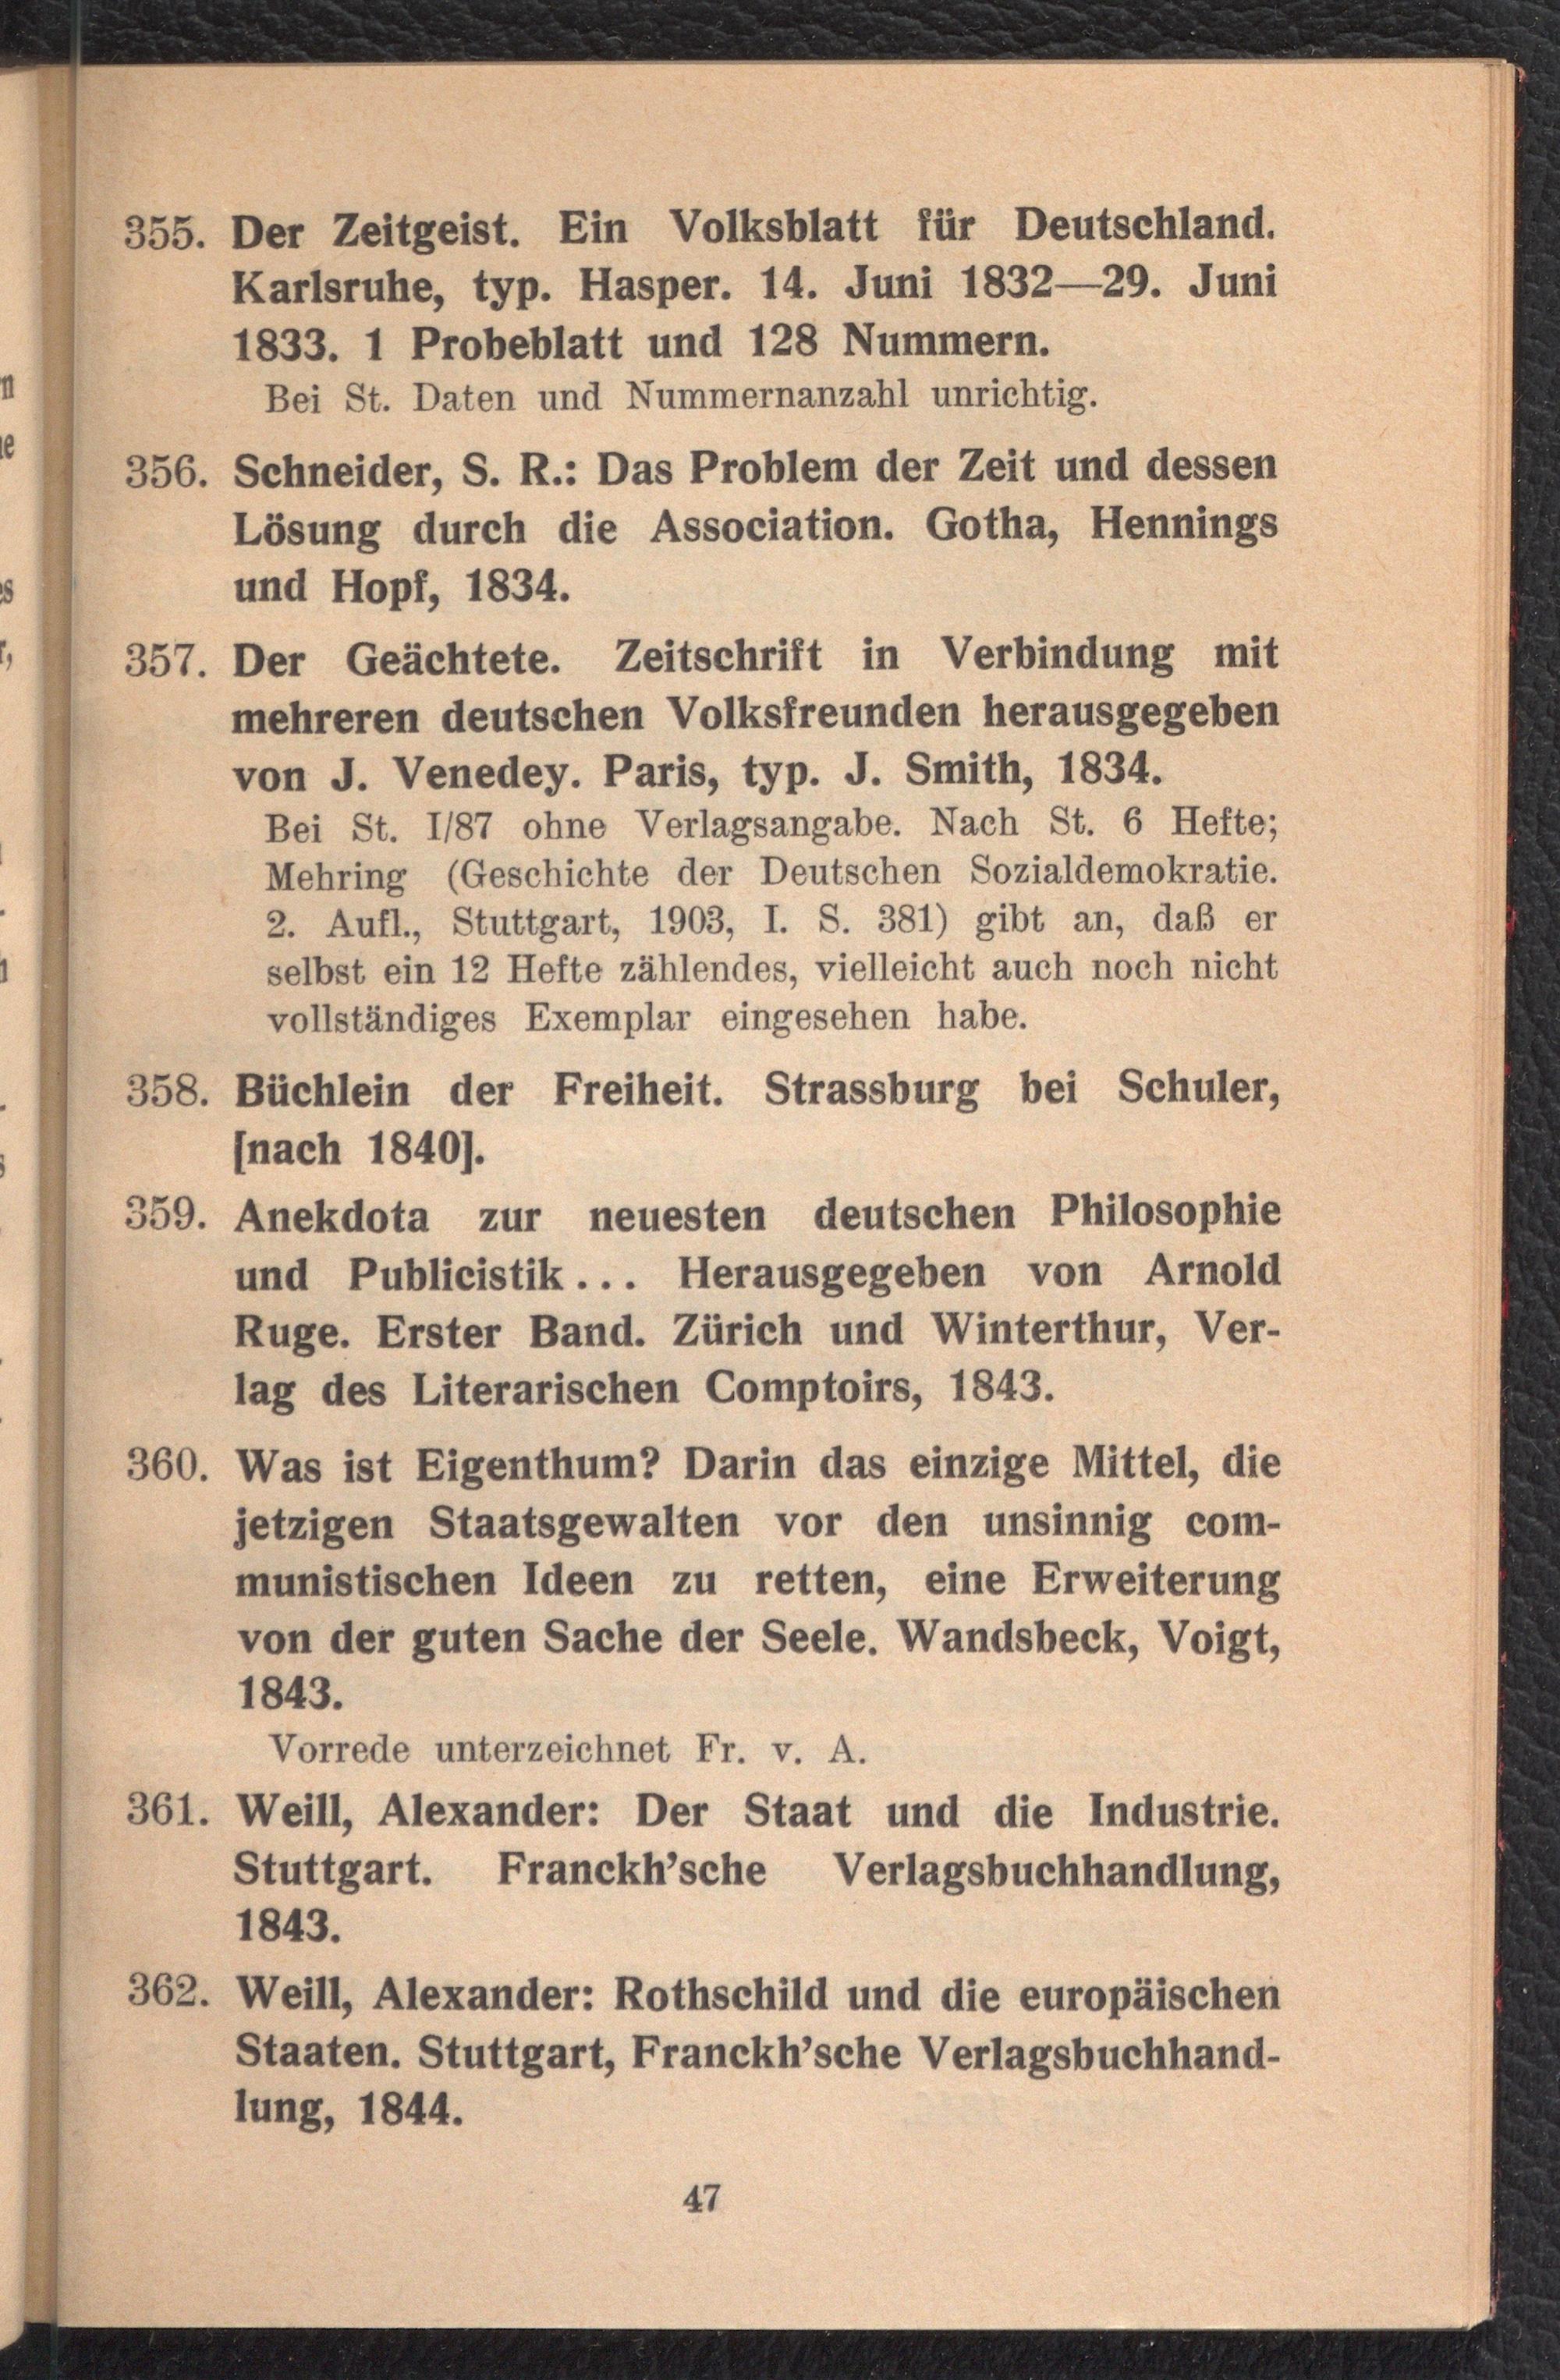 355. Der Zeitgeist. Ein Volksblatt für Deutschland.
Karlsruhe, typ. Hasper. 14. Juni 1832—29. Juni
1833. 1 Probeblatt und 128 Nummern.
Bei St. Daten und Nummernanzahl unrichtig.
356. Schneider, S. R.: Das Problem der Zeit und dessen
Lösung durch die Association. Gotha, Hennings
und Hopf, 1834.
357. Der Geächtete. Zeitschrift in Verbindung mit
mehreren deutschen Volksfreunden herausgegeben
von J. Venedey. Paris, typ. J. Smith, 1834.
Bei St. I/87 ohne Verlagsangabe. Nach St. 6 Hefte;
Mehring (Geschichte der Deutschen Sozialdemokratie.
2. Aufl., Stuttgart, 1903, I. S. 381) gibt an, daß er
selbst ein 12 Hefte zählendes, vielleicht auch noch nicht
vollständiges Exemplar eingesehen habe.
358. Büchlein der Freiheit. Strassburg bei Schuler,
[nach 1840].
359. Anekdota zur neuesten deutschen Philosophie
und Publicistik... Herausgegeben von Arnold
Ruge. Erster Band. Zürich und Winterthur, Ver-
lag des Literarischen Comptoirs, 1843.
360. Was ist Eigenthum? Darin das einzige Mittel, die
jetzigen Staatsgewalten vor den unsinnig com-
munistischen Ideen zu retten, eine Erweiterung
von der guten Sache der Seele. Wandsbeck, Voigt,
1843.
Vorrede unterzeichnet Fr. v. A.
361. Weill, Alexander: Der Staat und die Industrie.
Stuttgart. Franckh'sche Verlagsbuchhandlung,
1843.
362. Weill, Alexander: Rothschild und die europäischen
Staaten. Stuttgart, Franckh'sche Verlagsbuchhand-
lung, 1844.
47